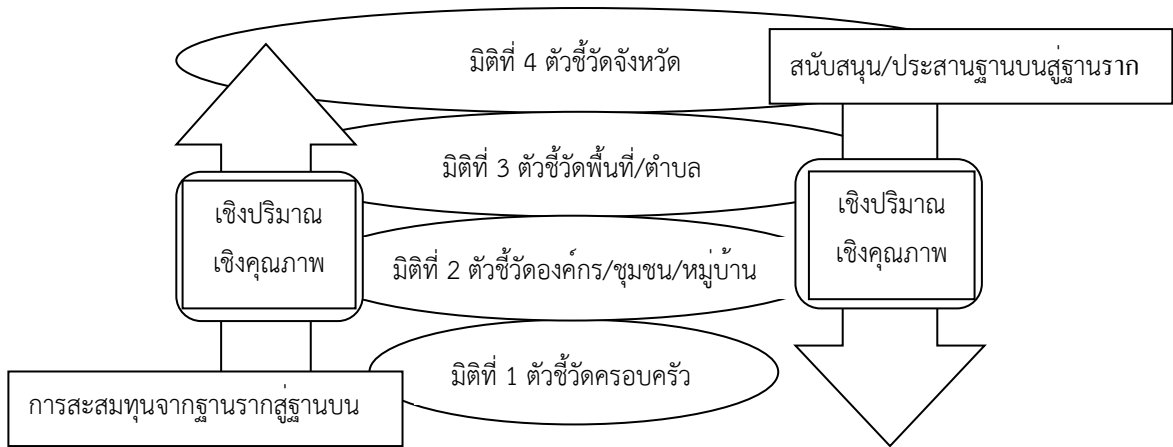 มิติที่ 4 ตัวชี้วัดจังหวัด
สนับสนุน/ประสานฐานบนสู่ฐานราก
มิติที่ 3 ตัวชี้วัดพื้นที่/ตำบล
เชิงปริมาณ
เชิงคุณภาพ
เชิงปริมาณ
เชิงคุณภาพ
มิติที่ 2 ตัวชี้วัดองค์กร/ชุมชน/หมู่บ้าน
มิติที่ 1 ตัวชี้วัดครอบครัว
การสะสมทุนจากฐานรากสู่ฐานบน